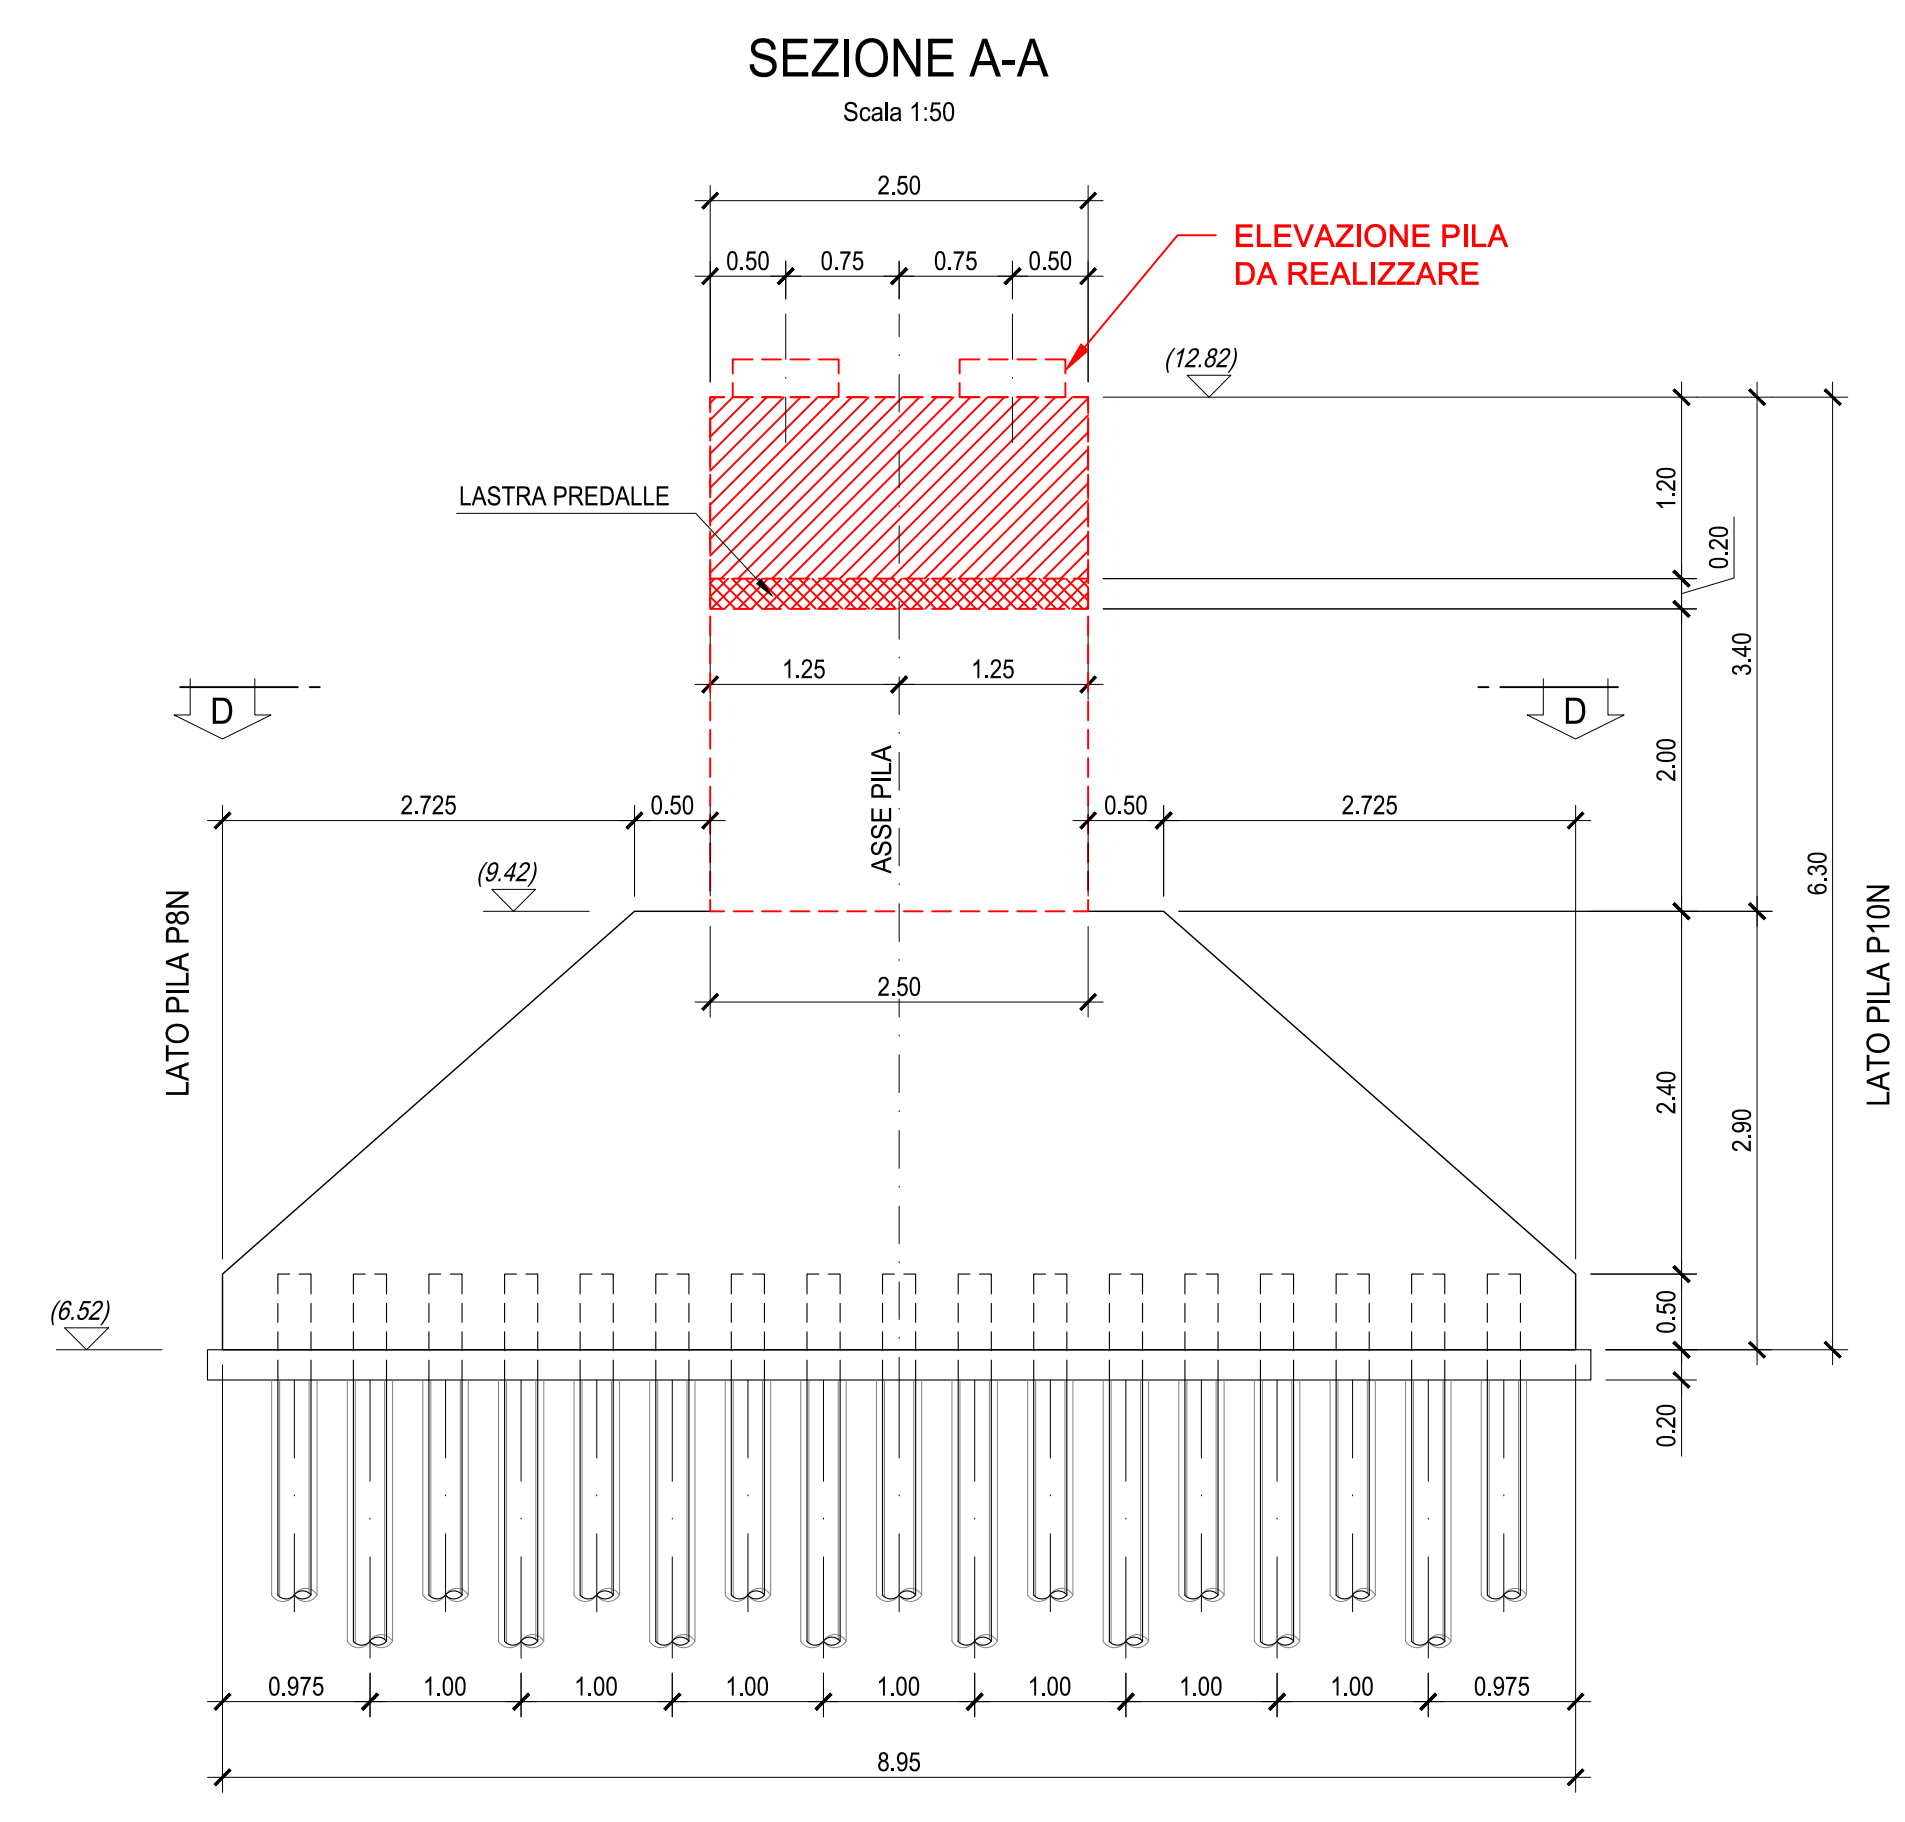 SEZIONE A-A
Scala 1:50
2.50
0.50 0.75 0.75 0.50
ELEVAZIONE PILA
DA REALIZZARE
(12.82)
LASTRA PREDALLE
1.20
0.20
3.40
1.25 1.25
D D
2.00
ASSE PILA
2.725 0.50 0.50 2.725
(9.42)
6.30
LATO PILA P8N
LATO PILA P10N
2.50
2.40
2.90
(6.52)
0.50
0.20
0.975 1.00 1.00 1.00 1.00 1.00 1.00 1.00 0.975
8.95